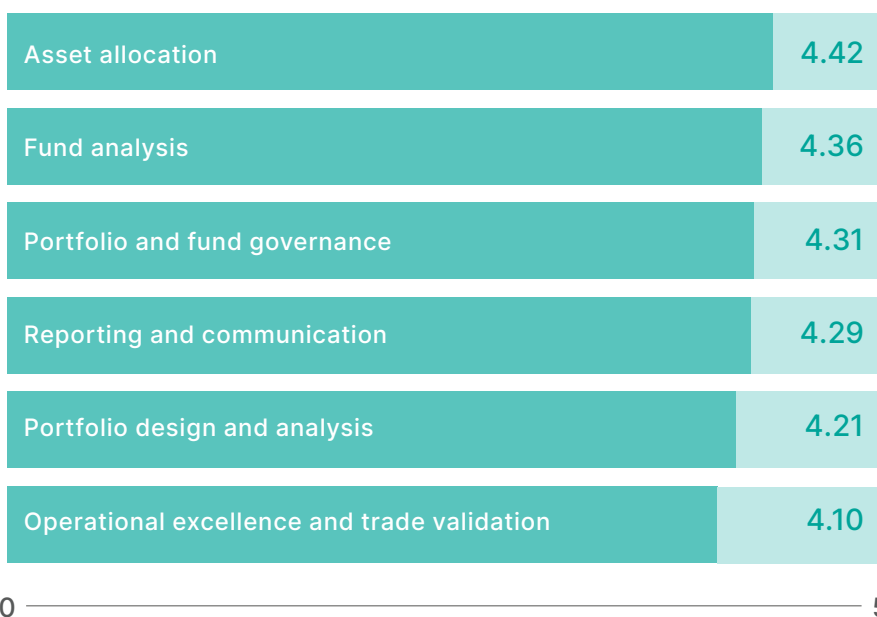 Asset allocation 4.42
Fund analysis 4.36
Portfolio and fund governance 4.31
Reporting and communication 4.29
Portfolio design and analysis 4.21
Operational excellence and trade validation 4.10
0 5